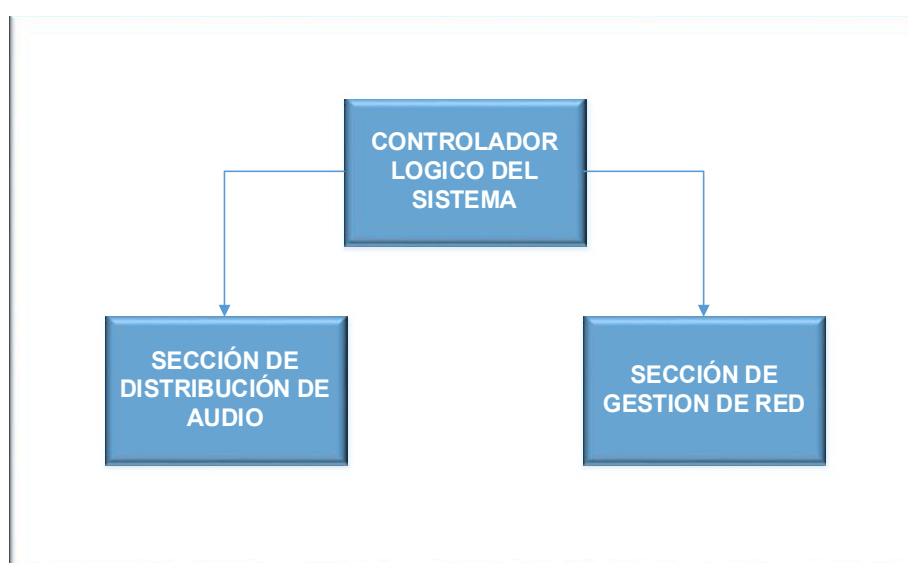 CONTROLADOR
LOGICO DEL
SISTEMA
SECCIÓN DE
DISTRIBUCIÓN DE
AUDIO
SECCIÓN DE
GESTION DE RED